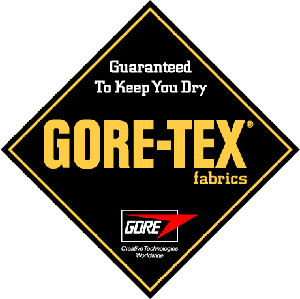 Guaranteed
To Keep You Dry
GORE-TEX®
fabrics
GORE
Creative Technologies
Worldwide